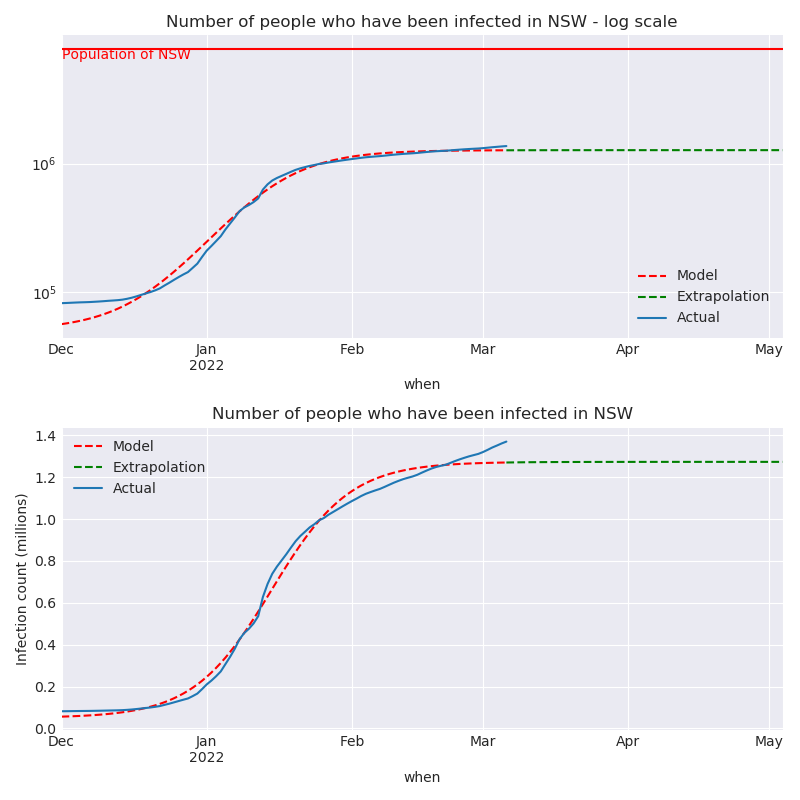 Number of people who have been infected in NSW - log scale
Population of NSW
10⁶
10⁵
Model
Extrapolation
Actual
Dec Jan Feb Mar Apr May
2022
when
Number of people who have been infected in NSW
Infection count (millions)
1.4
1.2
1.0
0.8
0.6
0.4
0.2
0.0
Model
Extrapolation
Actual
Dec Jan Feb Mar Apr May
2022
when